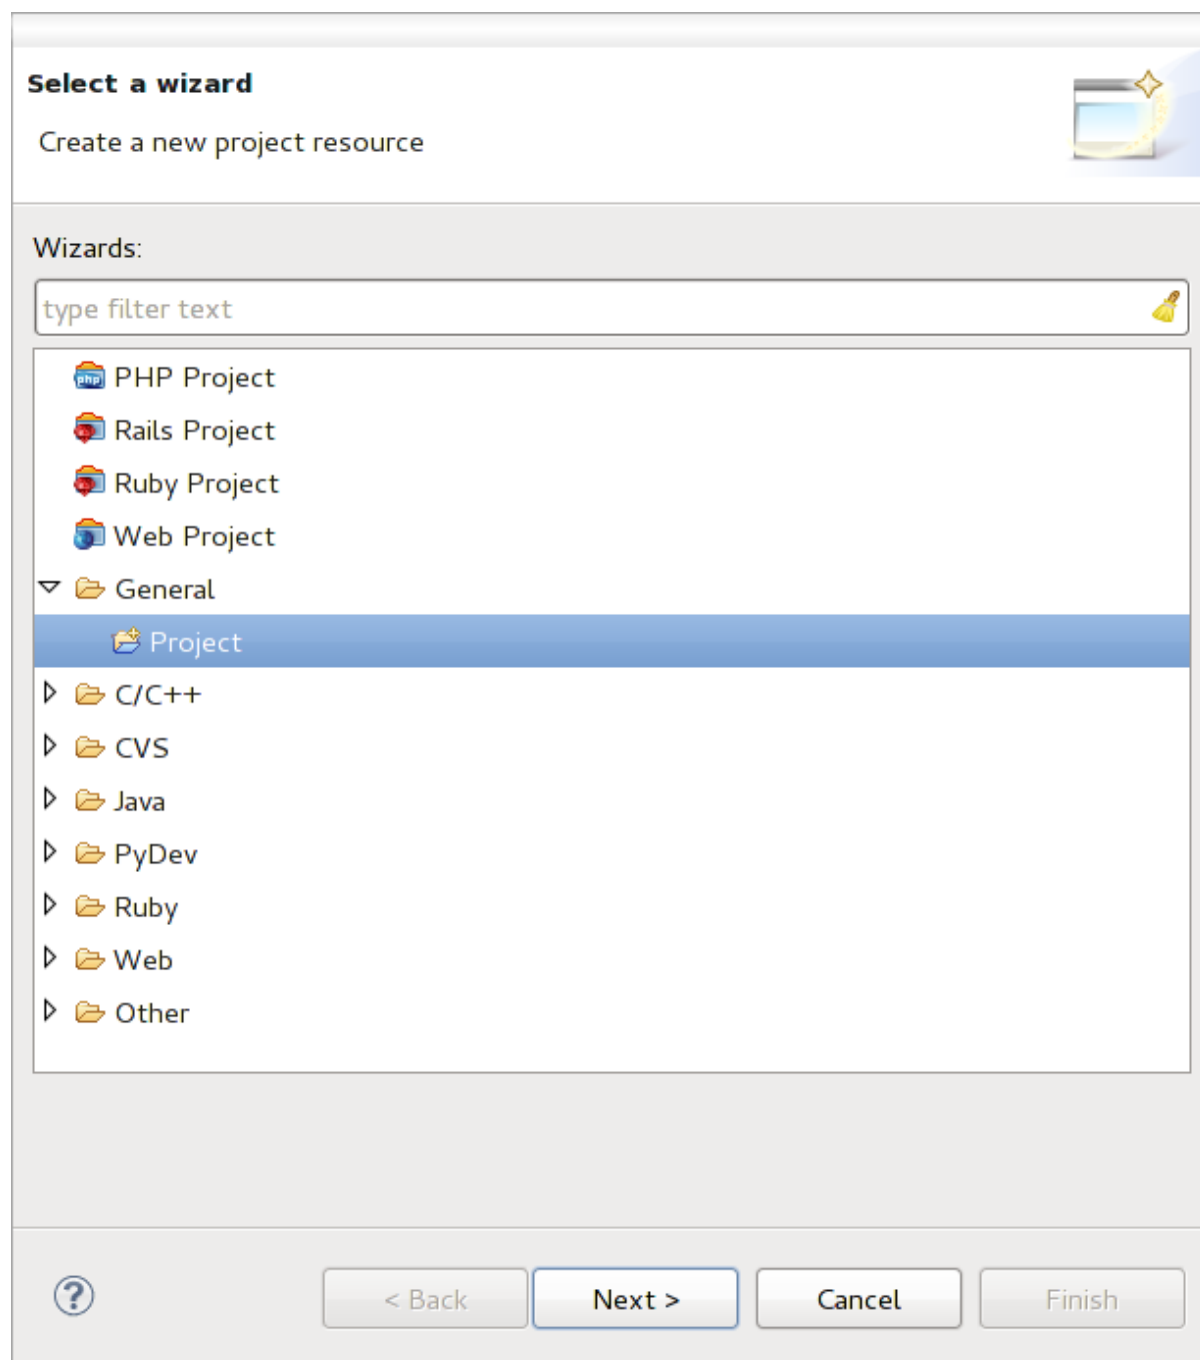 Select a wizard
Create a new project resource
Wizards:
type filter text
php PHP Project
Rails Project
Ruby Project
Web Project
General
Project
C/C++
CVS
Java
PyDev
Ruby
Web
Other
? < Back Next > Cancel Finish